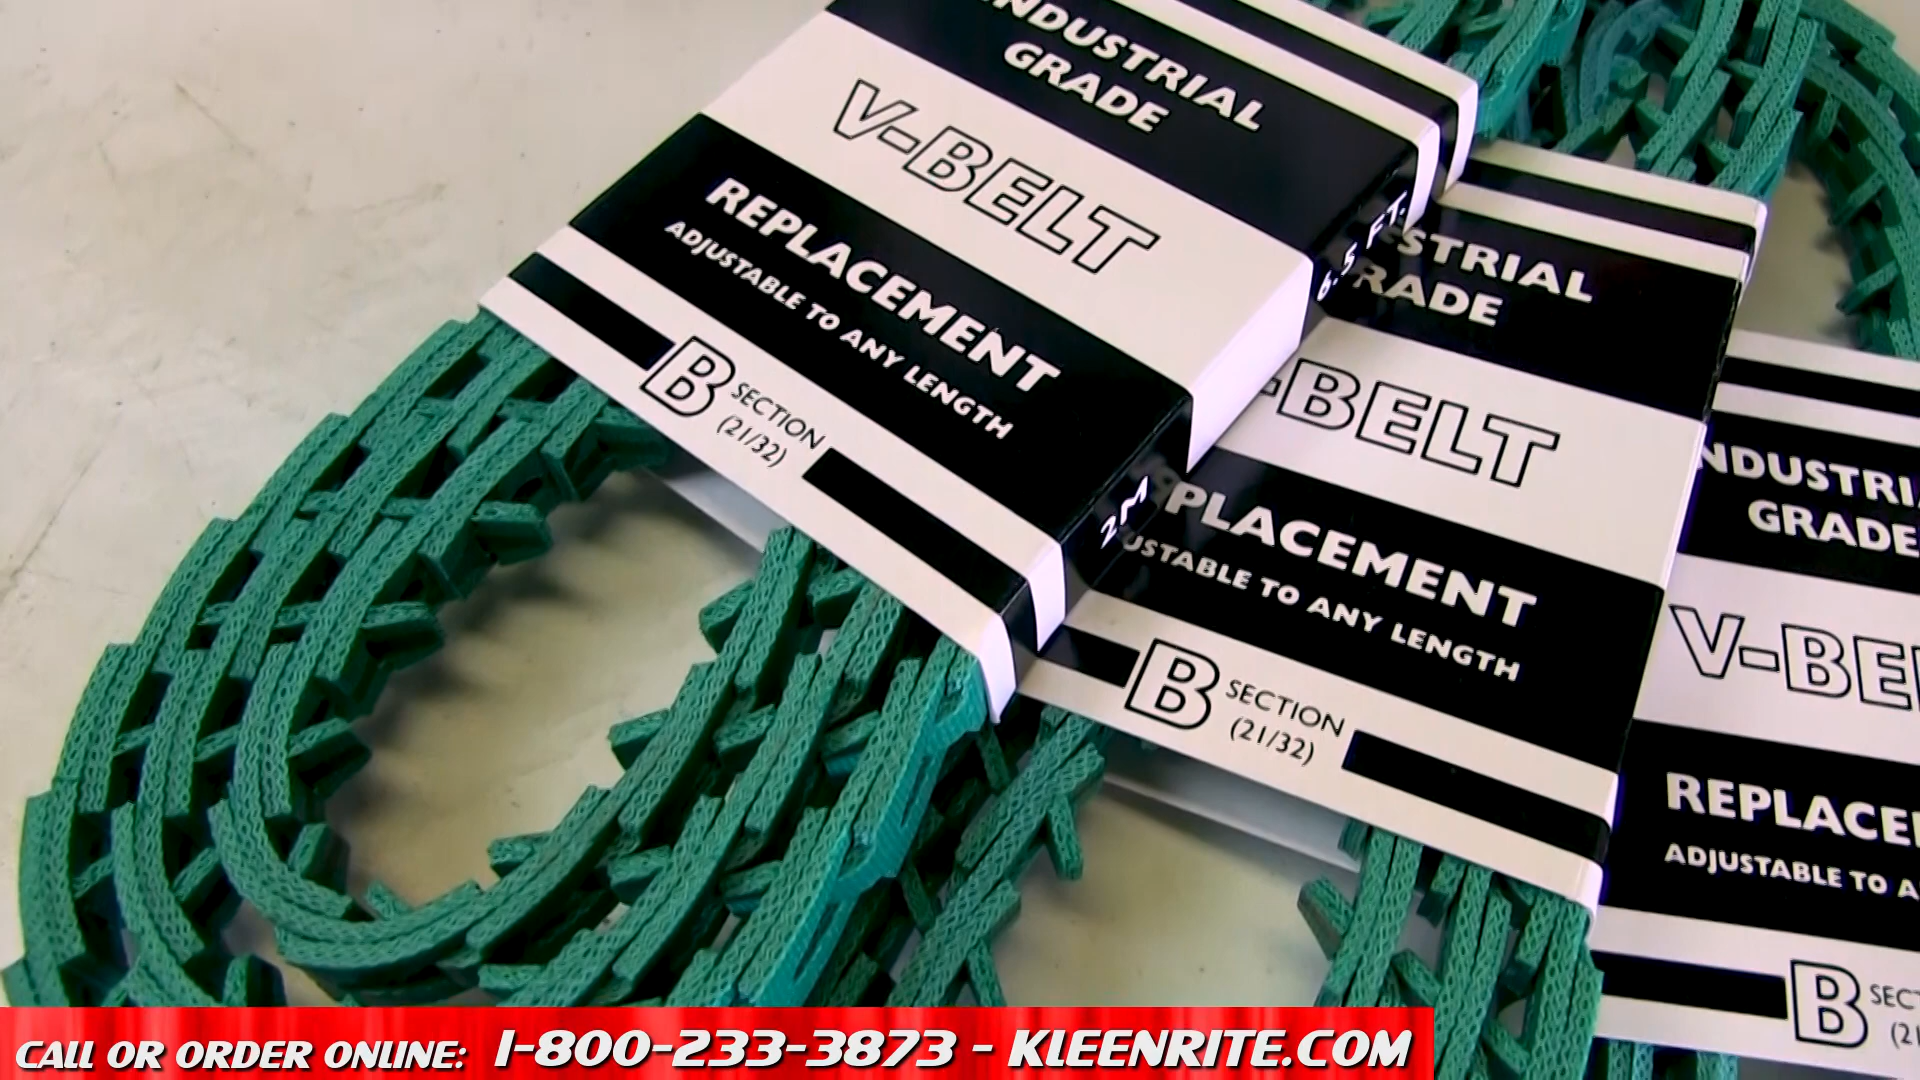 INDUSTRIAL
GRADE
V-BELT
REPLACEMENT
ADJUSTABLE TO ANY LENGTH
B SECTION
(21/32)
6.5 FT.
2M
STRIAL
RADE
-BELT
PLACEMENT
USTABLE TO ANY LENGTH
B SECTION
(21/32)
NDUSTRI
GRADE
V-BE
REPLACE
ADJUSTABLE TO A
B SECT
(21
CALL OR ORDER ONLINE: 1-800-233-3873 - KLEENRITE.COM